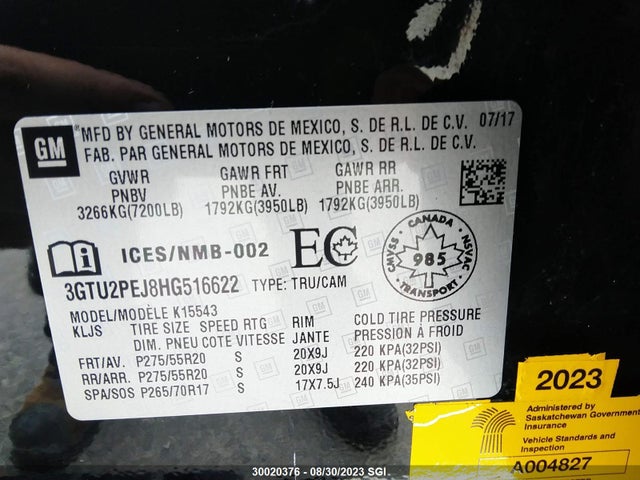 GM
MFD BY GENERAL MOTORS DE MEXICO, S. DE R.L. DE C.V. 07/17
FAB. PAR GENERAL MOTORS DE MEXICO, S. DE R.L. DE C.V.
GVWR GAWR FRT GAWR RR
PNBV PNBE AV. PNBE ARR.
3266KG(7200LB) 1792KG(3950LB) 1792KG(3950LB)
ICES/NMB-002 EC
CANADA
CMVSS 985 NSVAC
TRANSPORT
3GTU2PEJ8HG516622 TYPE: TRU/CAM
MODEL/MODÈLE K15543
KLJS TIRE SIZE SPEED RTG RIM COLD TIRE PRESSURE
DIM PNEU COTE VITESSE JANTE PRESSION À FROID
FRT/AV. P275/55R20 S 20X9J 220 KPA(32PSI)
RR/ARR. P275/55R20 S 20X9J 220 KPA(32PSI)
SPA/SOS P265/70R17 S 17X7.5J 240 KPA(35PSI)
2023
Administered by
Saskatchewan Government
Insurance
Vehicle Standards and
Inspection
A004827
30020376 - 08/30/2023 SGI